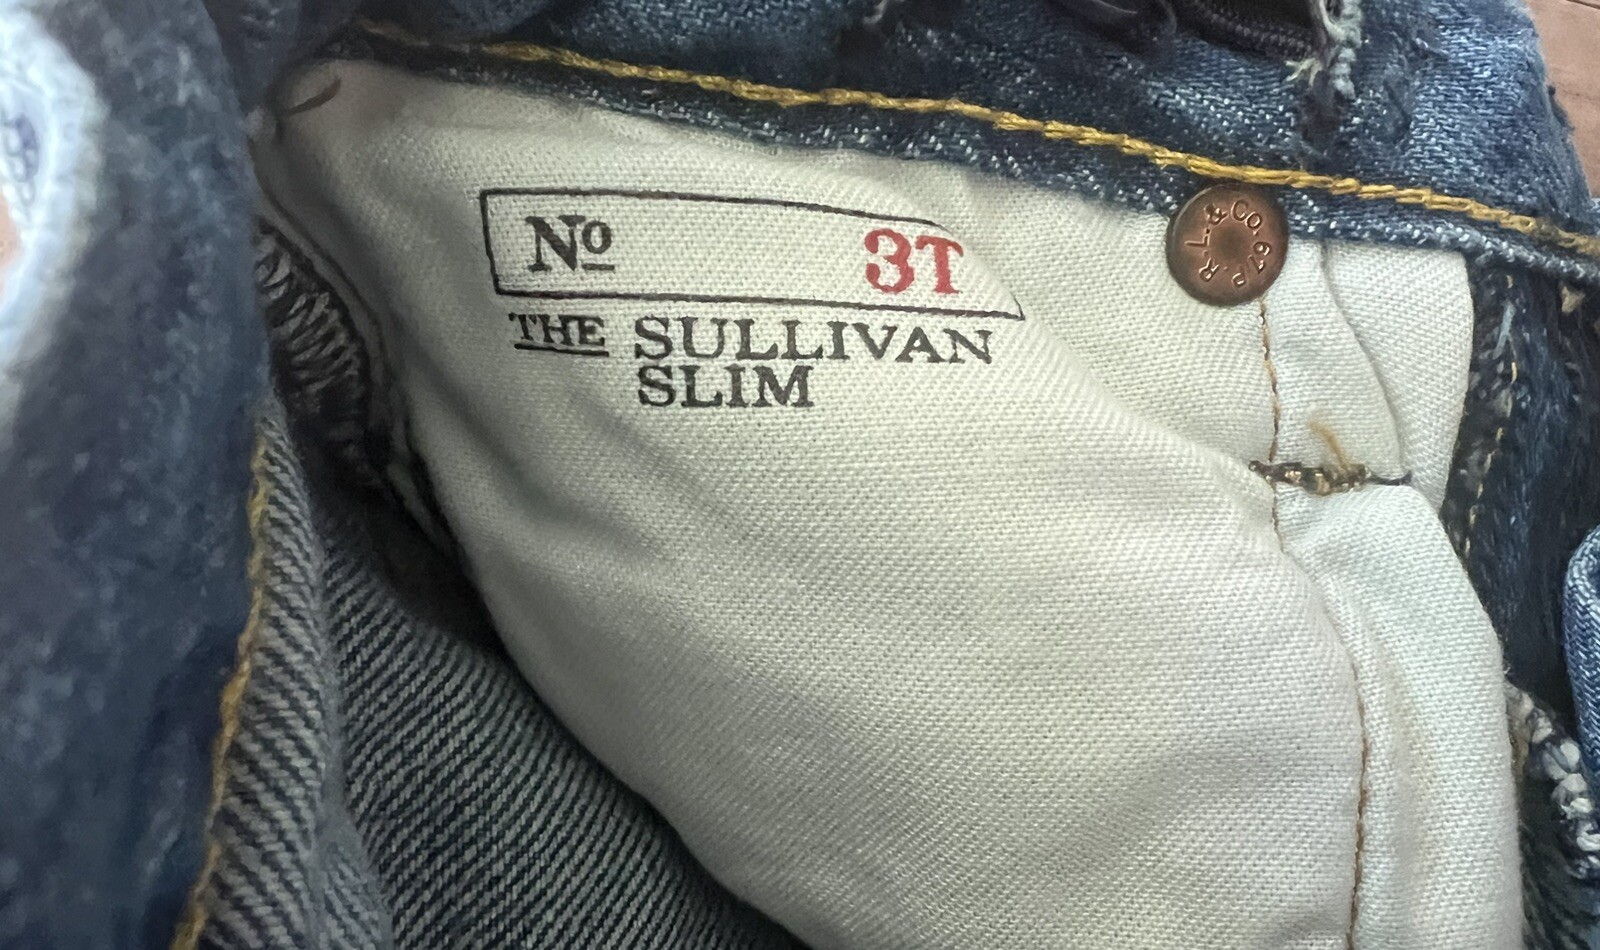 Nº 3T
THE SULLIVAN
SLIM
P.R.L. & CO. 67